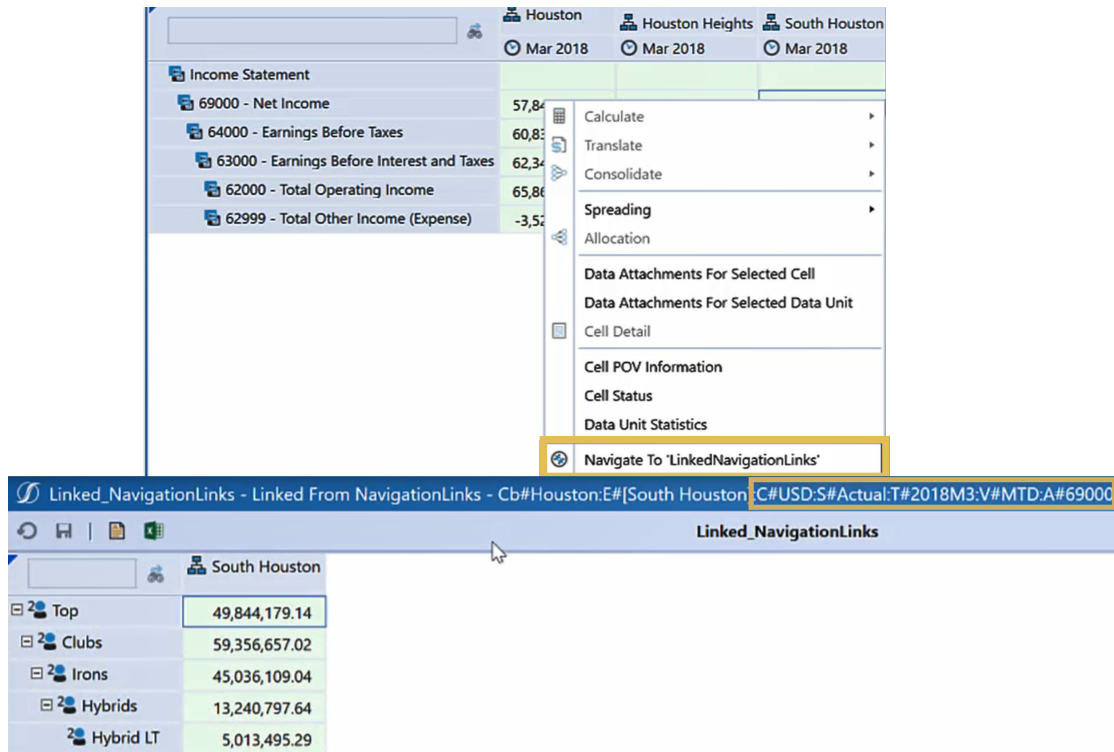 Houston Houston Heights South Houston
Mar 2018 Mar 2018 Mar 2018
Income Statement
69000 - Net Income 57,84
64000 - Earnings Before Taxes 60,83
63000 - Earnings Before Interest and Taxes 62,34
62000 - Total Operating Income 65,86
62999 - Total Other Income (Expense) -3,52
Calculate
Translate
Consolidate
Spreading
Allocation
Data Attachments For Selected Cell
Data Attachments For Selected Data Unit
Cell Detail
Cell POV Information
Cell Status
Data Unit Statistics
Navigate To 'LinkedNavigationLinks'
Linked_NavigationLinks - Linked From NavigationLinks - Cb#Houston:E#[South Houston]:C#USD:S#Actual:T#2018M3:V#MTD:A#69000
Linked_NavigationLinks
South Houston
Top 49,844,179.14
Clubs 59,356,657.02
Irons 45,036,109.04
Hybrids 13,240,797.64
Hybrid LT 5,013,495.29